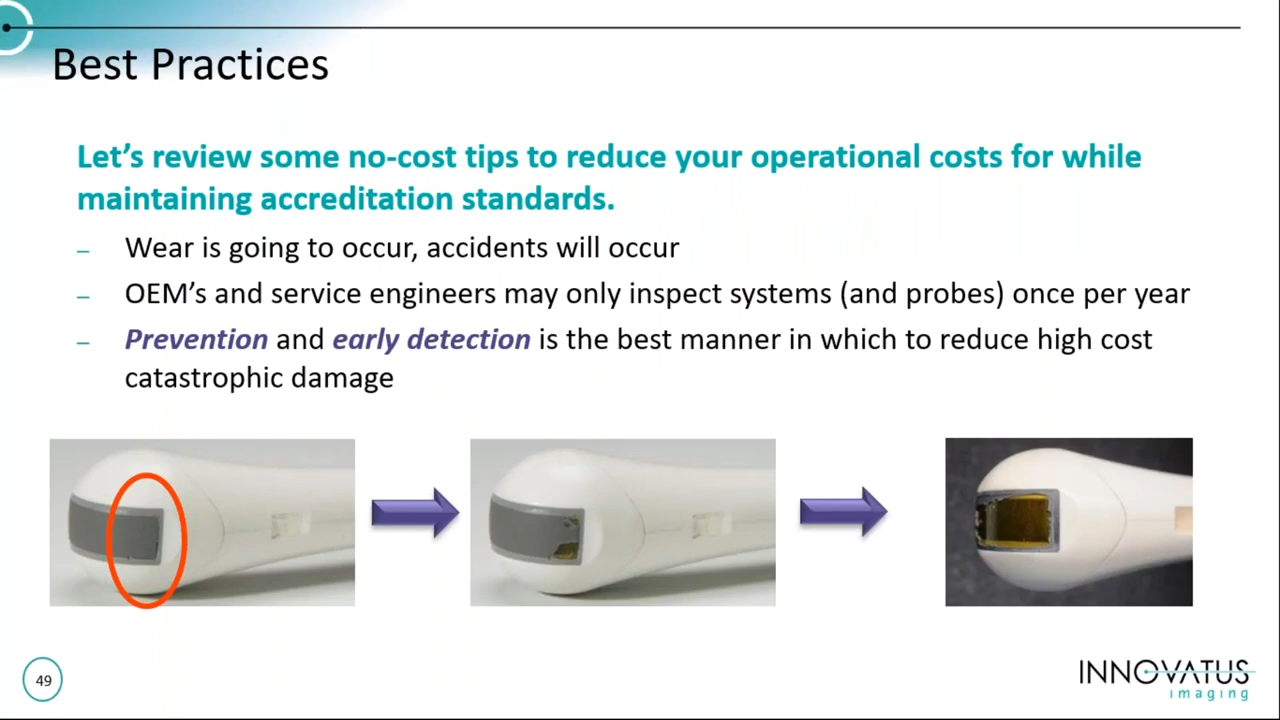 Best Practices
Let's review some no-cost tips to reduce your operational costs for while
maintaining accreditation standards.
– Wear is going to occur, accidents will occur
– OEM's and service engineers may only inspect systems (and probes) once per year
– Prevention and early detection is the best manner in which to reduce high cost
catastrophic damage
49
INNOVATUS
imaging